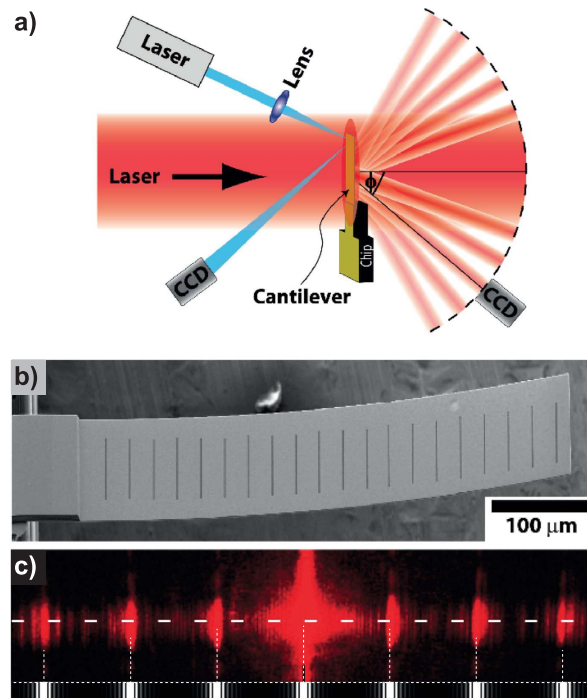 a)
Laser
Lens
Laser
ϕ
CCD
Chip
Cantilever
CCD
b)
100 µm
c)